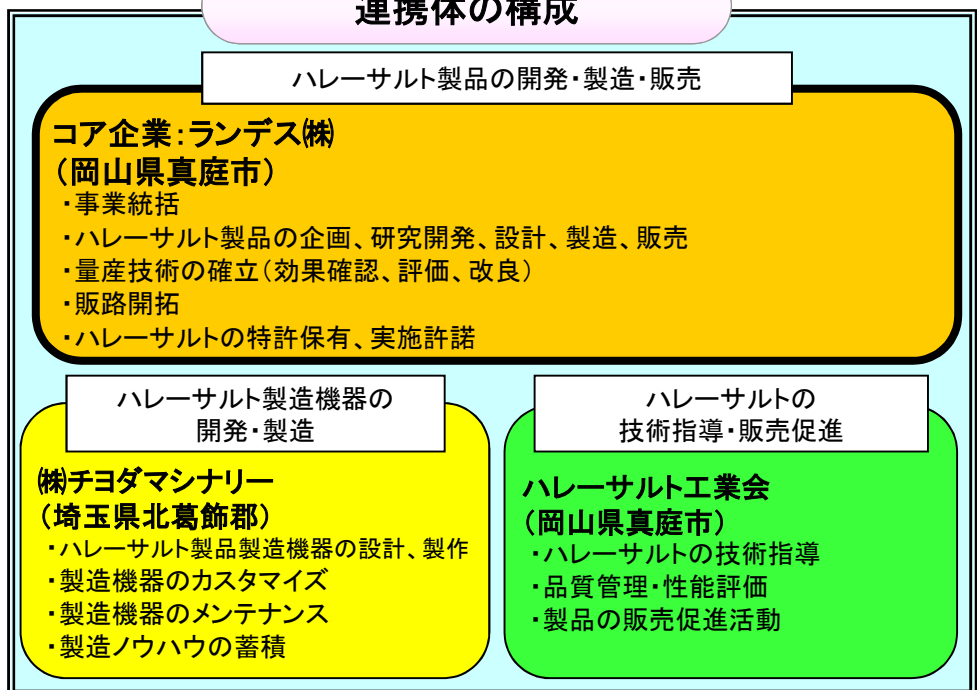 連携体の構成
ハレーサルト製品の開発・製造・販売
コア企業：ランデス㈱
（岡山県真庭市）
・事業統括
・ハレーサルト製品の企画、研究開発、設計、製造、販売
・量産技術の確立（効果確認、評価、改良）
・販路開拓
・ハレーサルトの特許保有、実施許諾
ハレーサルト製造機器の
開発・製造
㈱チヨダマシナリー
（埼玉県北葛飾郡）
・ハレーサルト製品製造機器の設計、製作
・製造機器のカスタマイズ
・製造機器のメンテナンス
・製造ノウハウの蓄積
ハレーサルトの
技術指導・販売促進
ハレーサルト工業会
（岡山県真庭市）
・ハレーサルトの技術指導
・品質管理・性能評価
・製品の販売促進活動